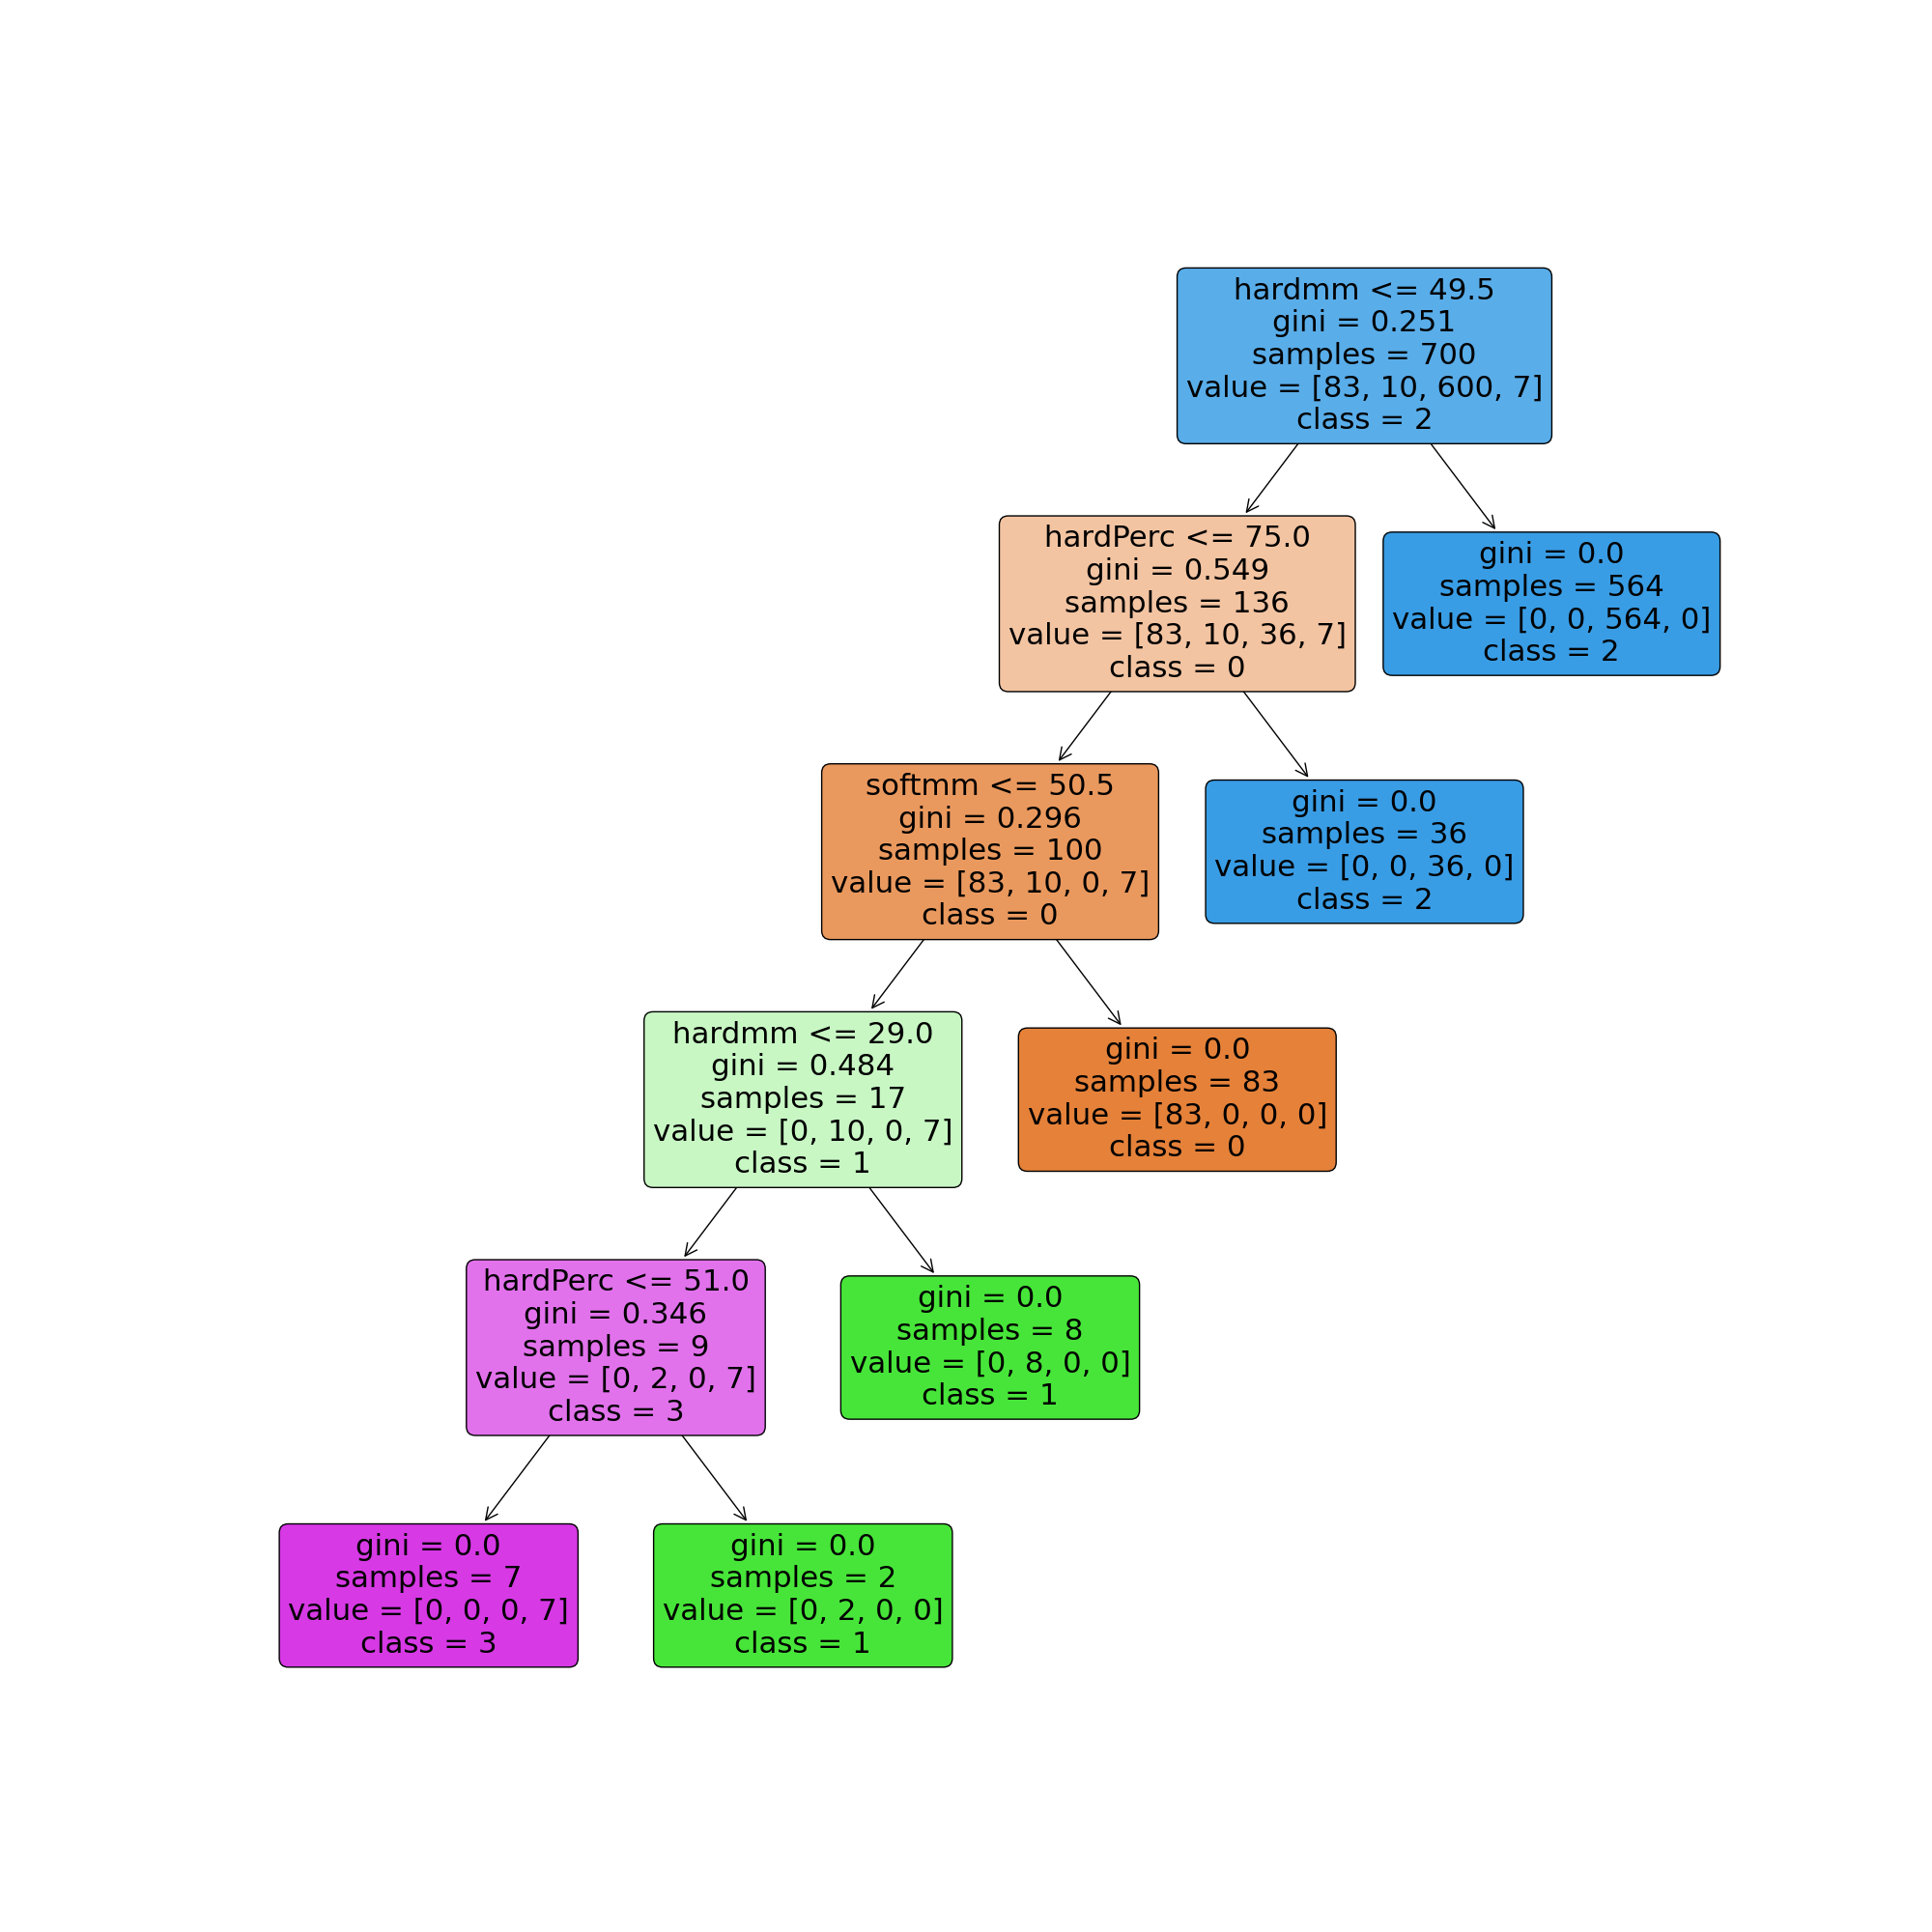 hardmm <= 49.5
gini = 0.251
samples = 700
value = [83, 10, 600, 7]
class = 2
hardPerc <= 75.0
gini = 0.549
samples = 136
value = [83, 10, 36, 7]
class = 0
gini = 0.0
samples = 564
value = [0, 0, 564, 0]
class = 2
softmm <= 50.5
gini = 0.296
samples = 100
value = [83, 10, 0, 7]
class = 0
gini = 0.0
samples = 36
value = [0, 0, 36, 0]
class = 2
hardmm <= 29.0
gini = 0.484
samples = 17
value = [0, 10, 0, 7]
class = 1
gini = 0.0
samples = 83
value = [83, 0, 0, 0]
class = 0
hardPerc <= 51.0
gini = 0.346
samples = 9
value = [0, 2, 0, 7]
class = 3
gini = 0.0
samples = 8
value = [0, 8, 0, 0]
class = 1
gini = 0.0
samples = 7
value = [0, 0, 0, 7]
class = 3
gini = 0.0
samples = 2
value = [0, 2, 0, 0]
class = 1